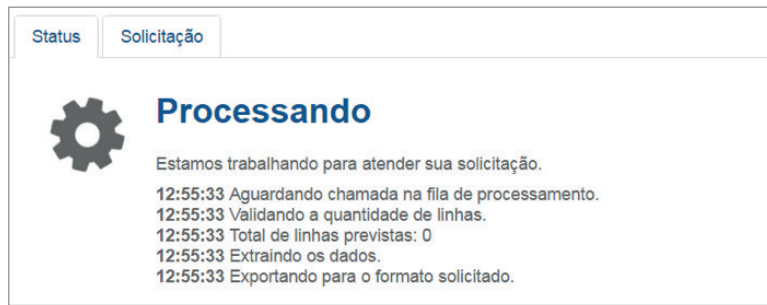 Status Solicitação
Processando
Estamos trabalhando para atender sua solicitação.
12:55:33 Aguardando chamada na fila de processamento.
12:55:33 Validando a quantidade de linhas.
12:55:33 Total de linhas previstas: 0
12:55:33 Extraindo os dados.
12:55:33 Exportando para o formato solicitado.